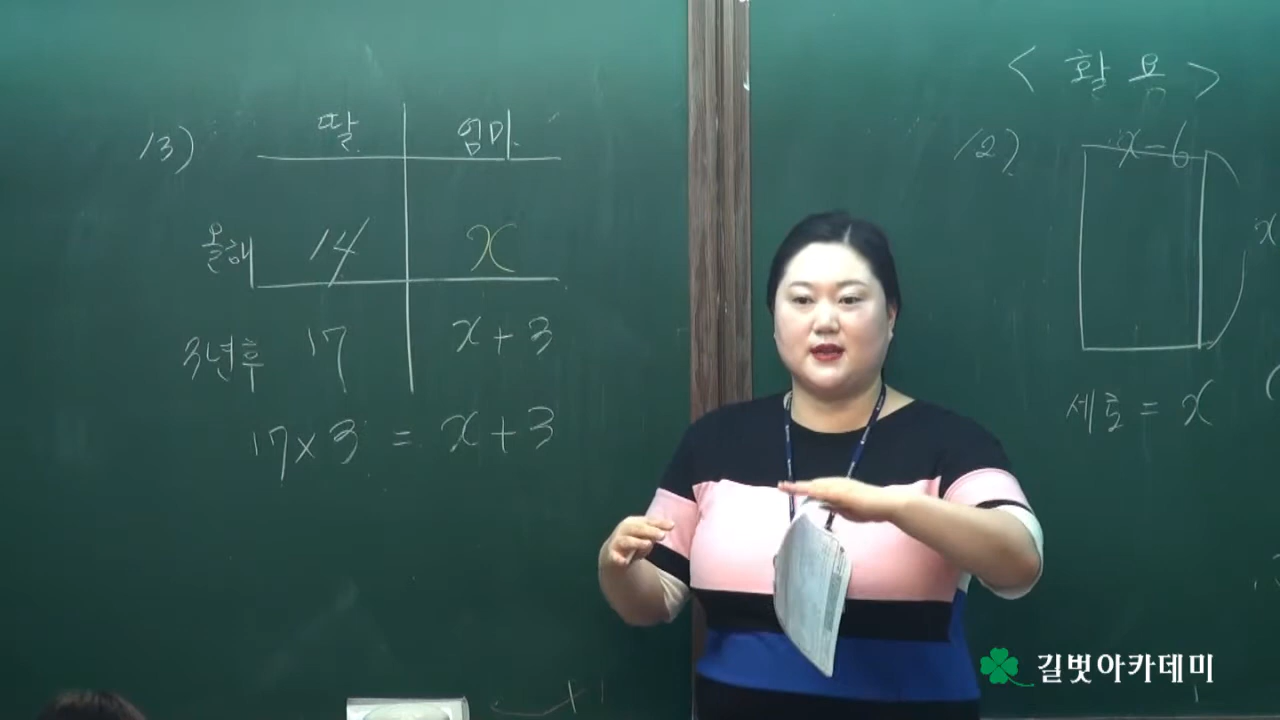 13) 딸 엄마
올해 14 x
3년후 17 x+3
17×3 = x+3
< 활용 >
12) x-6
x
세로 = x
길벗아카데미